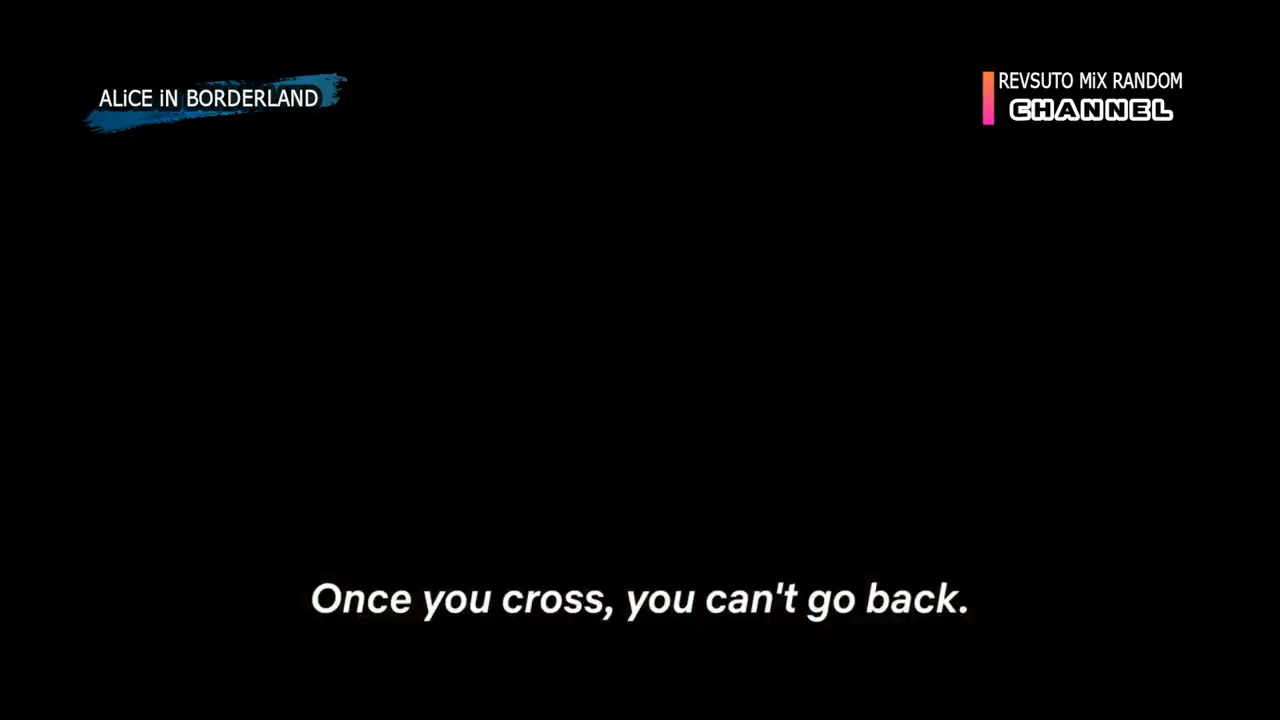 ALiCE iN BORDERLAND
REVSUTO MiX RANDOM
CHANNEL
Once you cross, you can't go back.